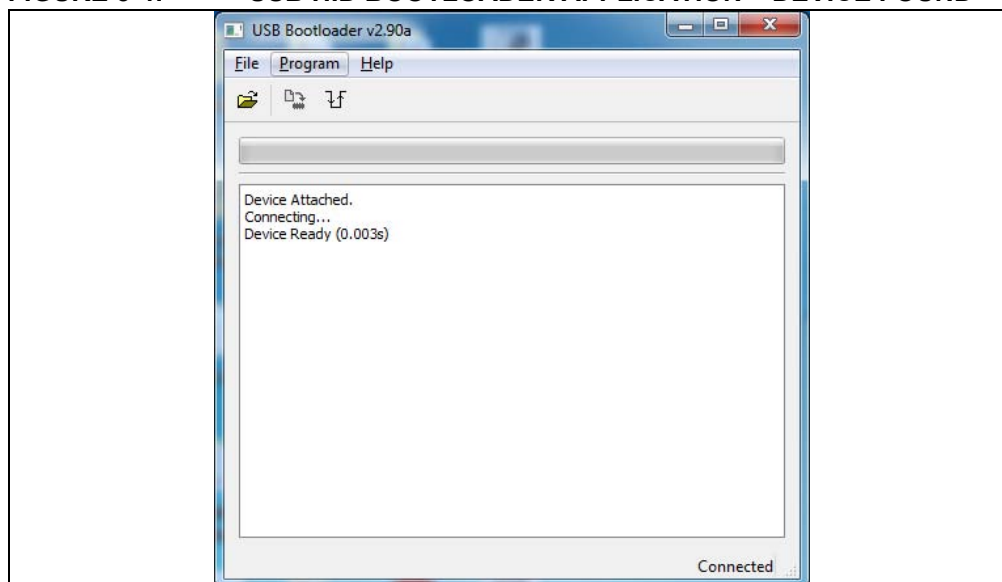 USB Bootloader v2.90a
File Program Help
Device Attached.
Connecting...
Device Ready (0.003s)
Connected